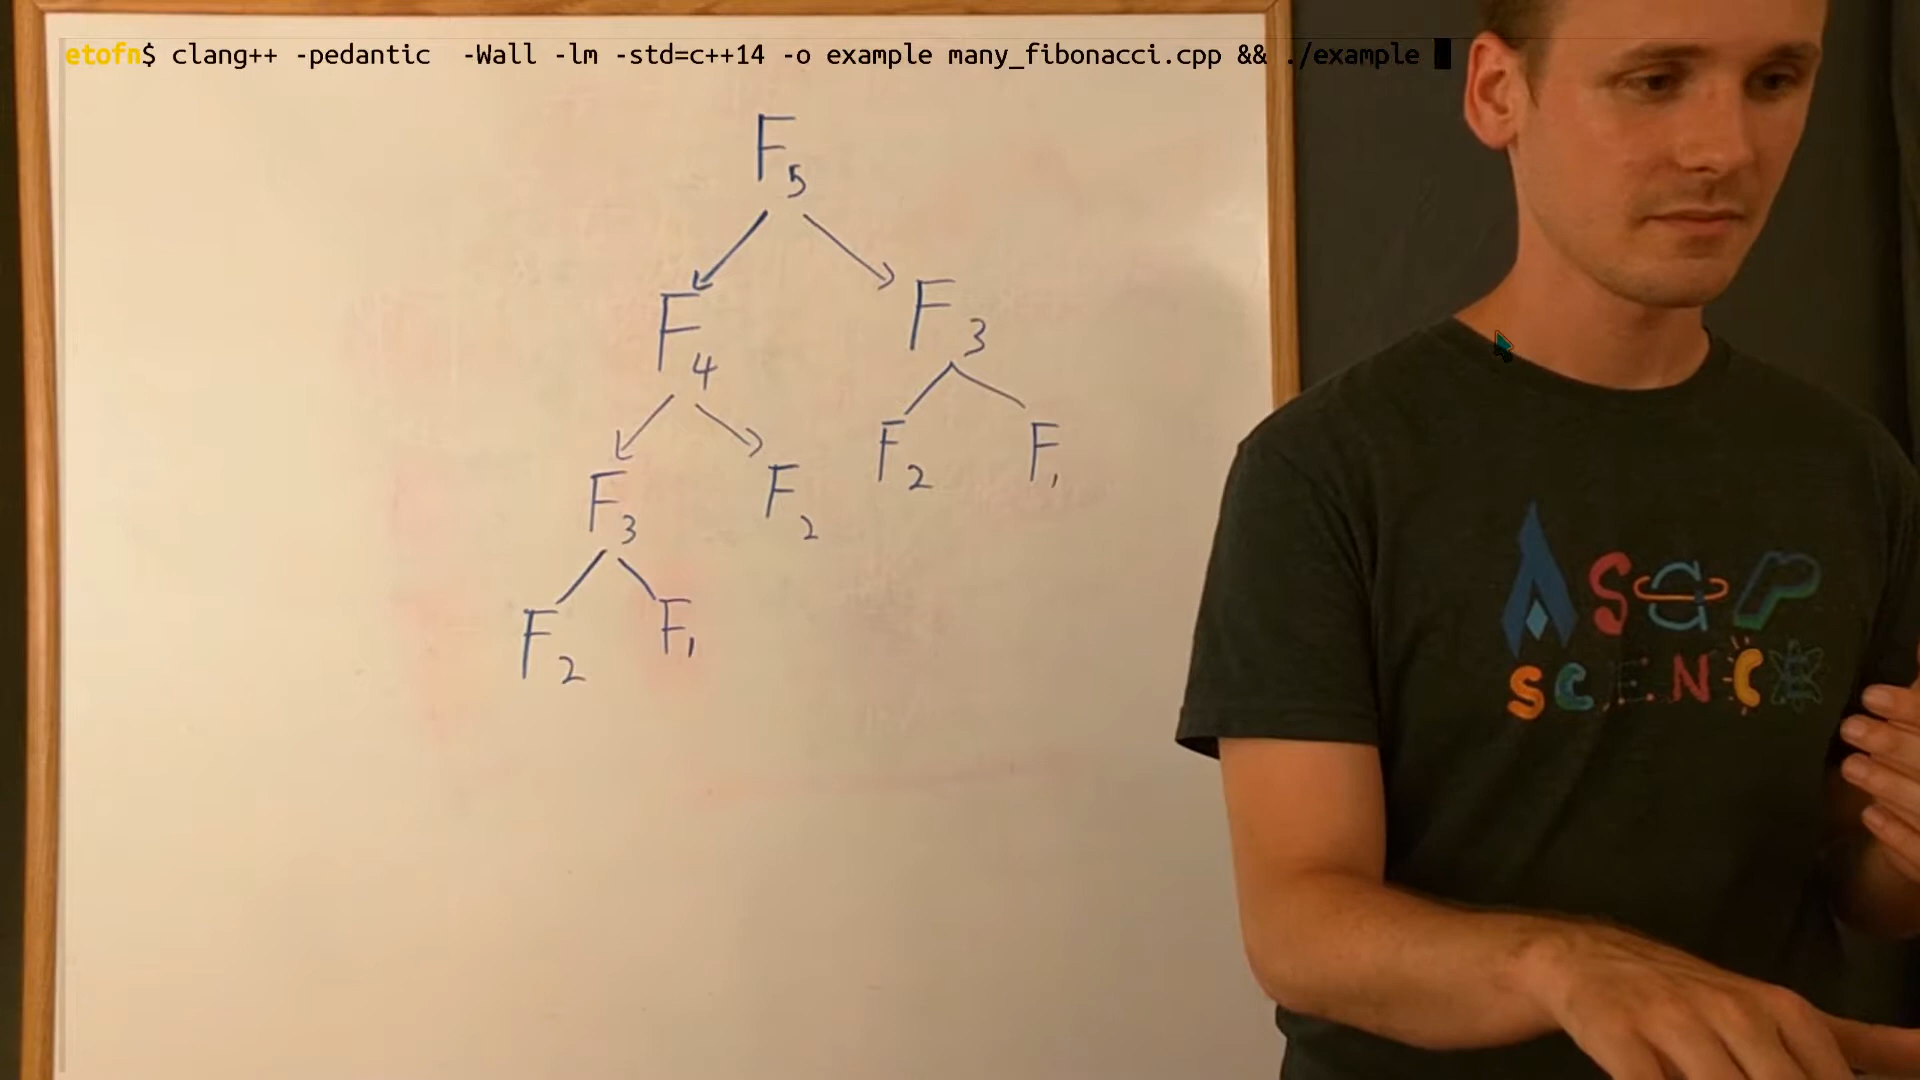 etofn$ clang++ -pedantic  -Wall -lm -std=c++14 -o example many_fibonacci.cpp && ./example
F5
F4 F3
F2 F1
F3 F2
F2 F1
ASAP
SCIENCE